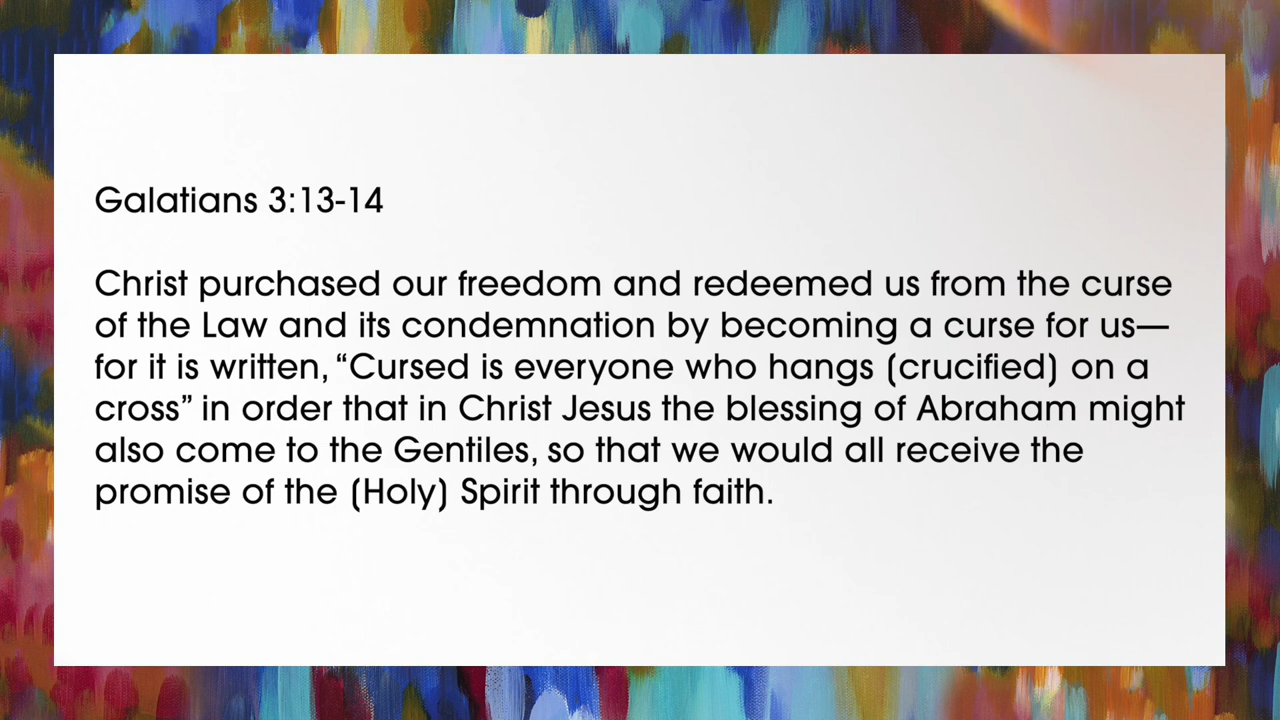 Galatians 3:13-14
Christ purchased our freedom and redeemed us from the curse
of the Law and its condemnation by becoming a curse for us—
for it is written, “Cursed is everyone who hangs (crucified) on a
cross” in order that in Christ Jesus the blessing of Abraham might
also come to the Gentiles, so that we would all receive the
promise of the (Holy) Spirit through faith.